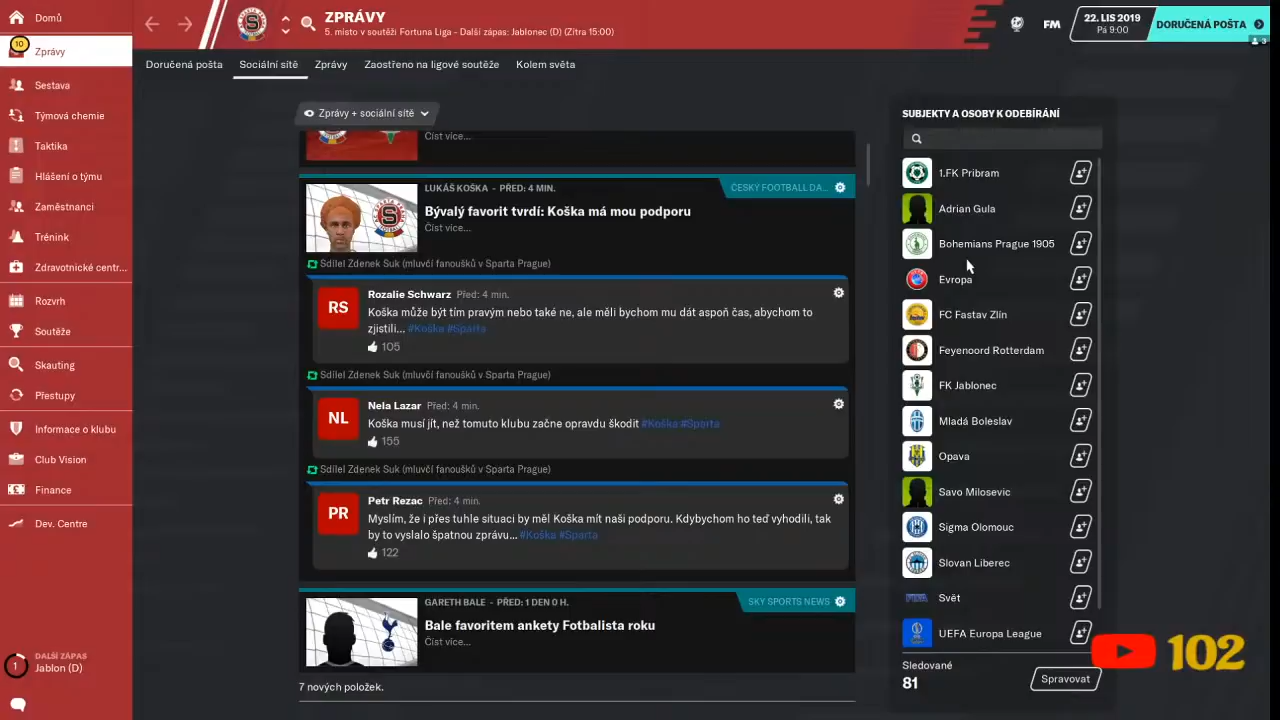 Domů
10
Zprávy
Sestava
Týmová chemie
Taktika
Hlášení o týmu
Zaměstnanci
Trénink
Zdravotnické centr...
Rozvrh
Soutěže
Skauting
Přestupy
Informace o klubu
Club Vision
Finance
Dev. Centre
1
DALŠÍ ZÁPAS
Jablon (D)
ZPRÁVY
5. místo v soutěži Fortuna Liga - Další zápas: Jablonec (D) (Zítra 15:00)
FM
22. LIS 2019
Pá 9:00
DORUČENÁ POŠTA
3
Doručená pošta
Sociální sítě
Zprávy
Zaostřeno na ligové soutěže
Kolem světa
Zprávy + sociální sítě
Číst více...
LUKÁŠ KOŠKA - PŘED: 4 MIN.
ČESKÝ FOOTBALL DA...
Bývalý favorit tvrdí: Koška má mou podporu
Číst více...
Sdílel Zdenek Suk (mluvčí fanoušků v Sparta Prague)
RS
Rozalie Schwarz Před: 4 min.
Koška může být tím pravým nebo také ne, ale měli bychom mu dát aspoň čas, abychom to
zjistili... #Koška #Sparta
105
Sdílel Zdenek Suk (mluvčí fanoušků v Sparta Prague)
NL
Nela Lazar Před: 4 min.
Koška musí jít, než tomuto klubu začne opravdu škodit #Koška #Sparta
155
Sdílel Zdenek Suk (mluvčí fanoušků v Sparta Prague)
PR
Petr Rezac Před: 4 min.
Myslím, že i přes tuhle situaci by měl Koška mít naši podporu. Kdybychom ho teď vyhodili, tak
by to vyslalo špatnou zprávu... #Koška #Sparta
122
GARETH BALE - PŘED: 1 DEN 0 H.
SKY SPORTS NEWS
Bale favoritem ankety Fotbalista roku
Číst více...
7 nových položek.
SUBJEKTY A OSOBY K ODEBÍRÁNÍ
1.FK Pribram
Adrian Gula
Bohemians Prague 1905
Evropa
FC Fastav Zlín
Feyenoord Rotterdam
FK Jablonec
Mladá Boleslav
Opava
Savo Milosevic
Sigma Olomouc
Slovan Liberec
FIFA
Svět
UEFA Europa League
Sledované
81
Spravovat
102